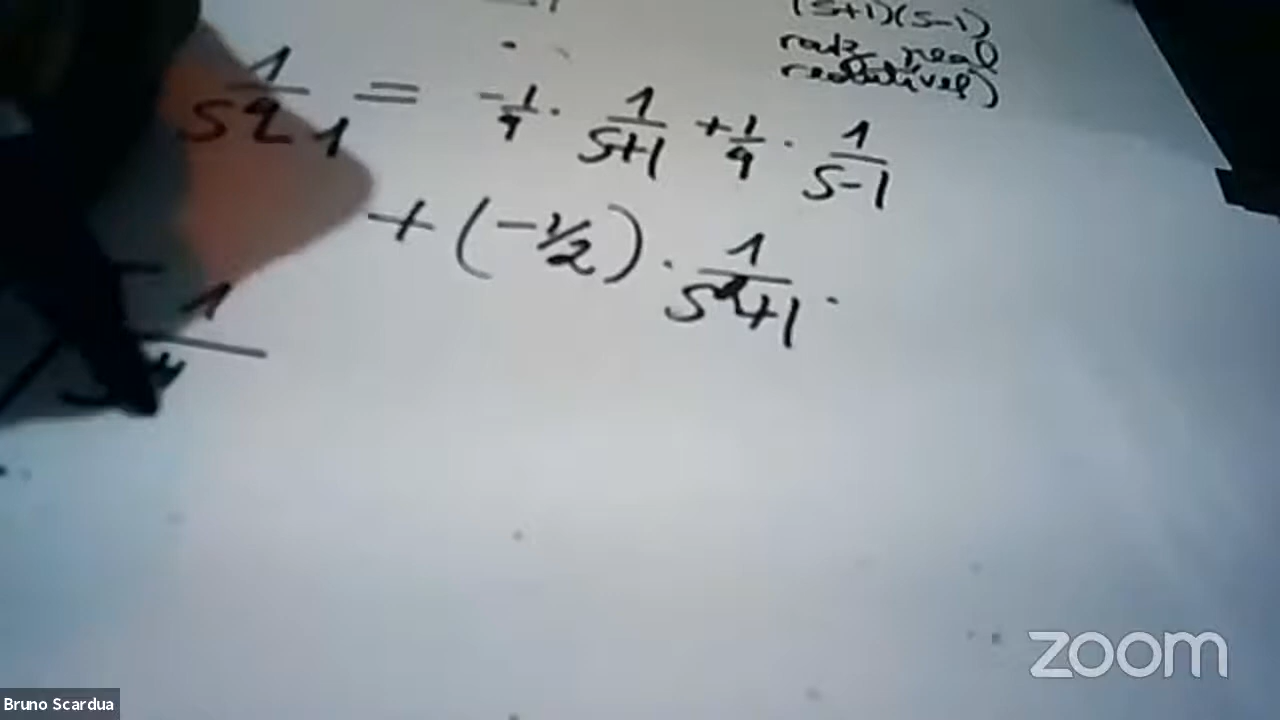 (s+1)(s-1)
raiz real
redutível)
1/s⁴-1 = -1/4 · 1/s+1 + 1/4 · 1/s-1
+ (-1/2) · 1/s²+1 .
1
zoom
Bruno Scardua